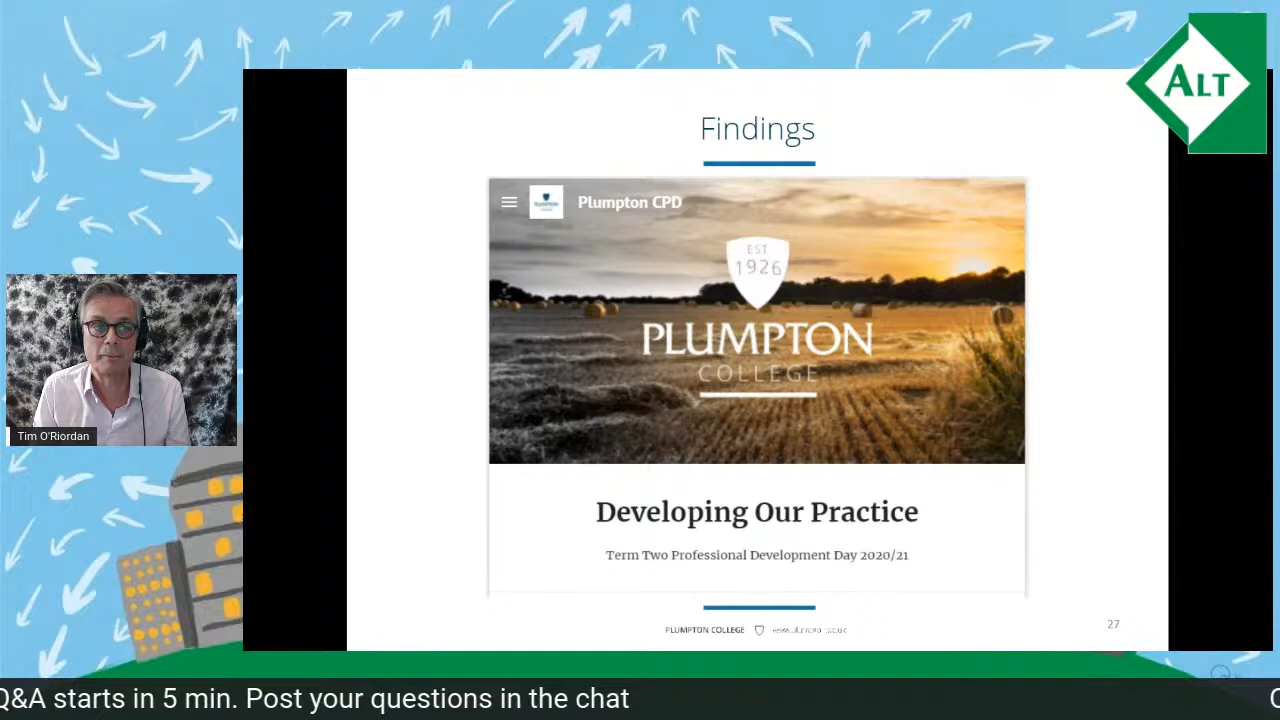 ALT
Findings
Plumpton CPD
EST
1926
PLUMPTON
COLLEGE
Developing Our Practice
Term Two Professional Development Day 2020/21
PLUMPTON COLLEGE
27
Tim O'Riordan
Q&A starts in 5 min. Post your questions in the chat